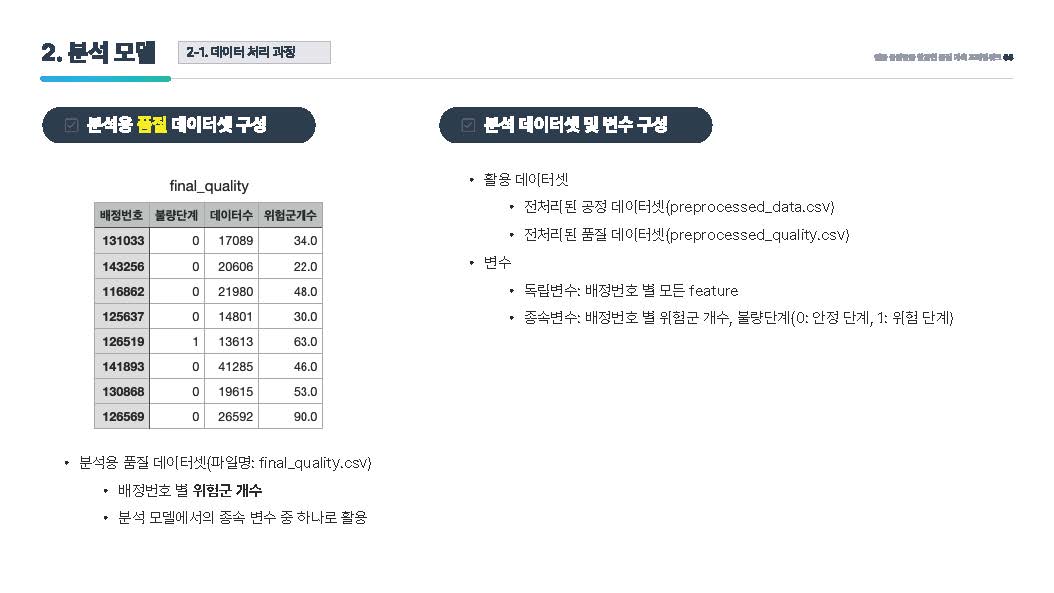 2. 분석 모델
2-1. 데이터 처리 과정
분석용 품질 데이터셋 구성
final_quality
배정번호 불량단계 데이터수 위험군개수
131033 0 17089 34.0
143256 0 20606 22.0
116862 0 21980 48.0
125637 0 14801 30.0
126519 1 13613 63.0
141893 0 41285 46.0
130868 0 19615 53.0
126569 0 26592 90.0
• 분석용 품질 데이터셋(파일명: final_quality.csv)
• 배정번호 별 위험군 개수
• 분석 모델에서의 종속 변수 중 하나로 활용
분석 데이터셋 및 변수 구성
• 활용 데이터셋
• 전처리된 공정 데이터셋(preprocessed_data.csv)
• 전처리된 품질 데이터셋(preprocessed_quality.csv)
• 변수
• 독립변수: 배정번호 별 모든 feature
• 종속변수: 배정번호 별 위험군 개수, 불량단계(0: 안정 단계, 1: 위험 단계)